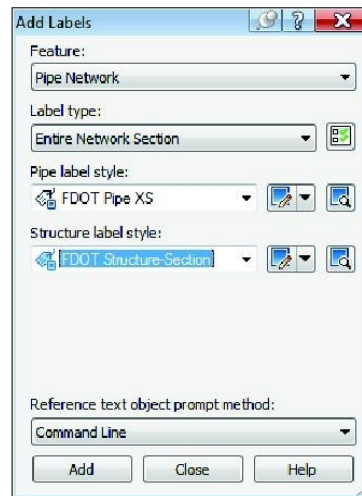 Add Labels
Feature:
Pipe Network
Label type:
Entire Network Section
Pipe label style:
FDOT Pipe XS
Structure label style:
FDOT Structure-Section
Reference text object prompt method:
Command Line
Add Close Help